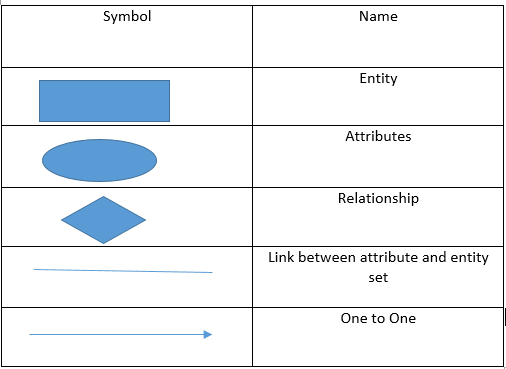 Symbol Name
Entity
Attributes
Relationship
Link between attribute and entity
set
One to One